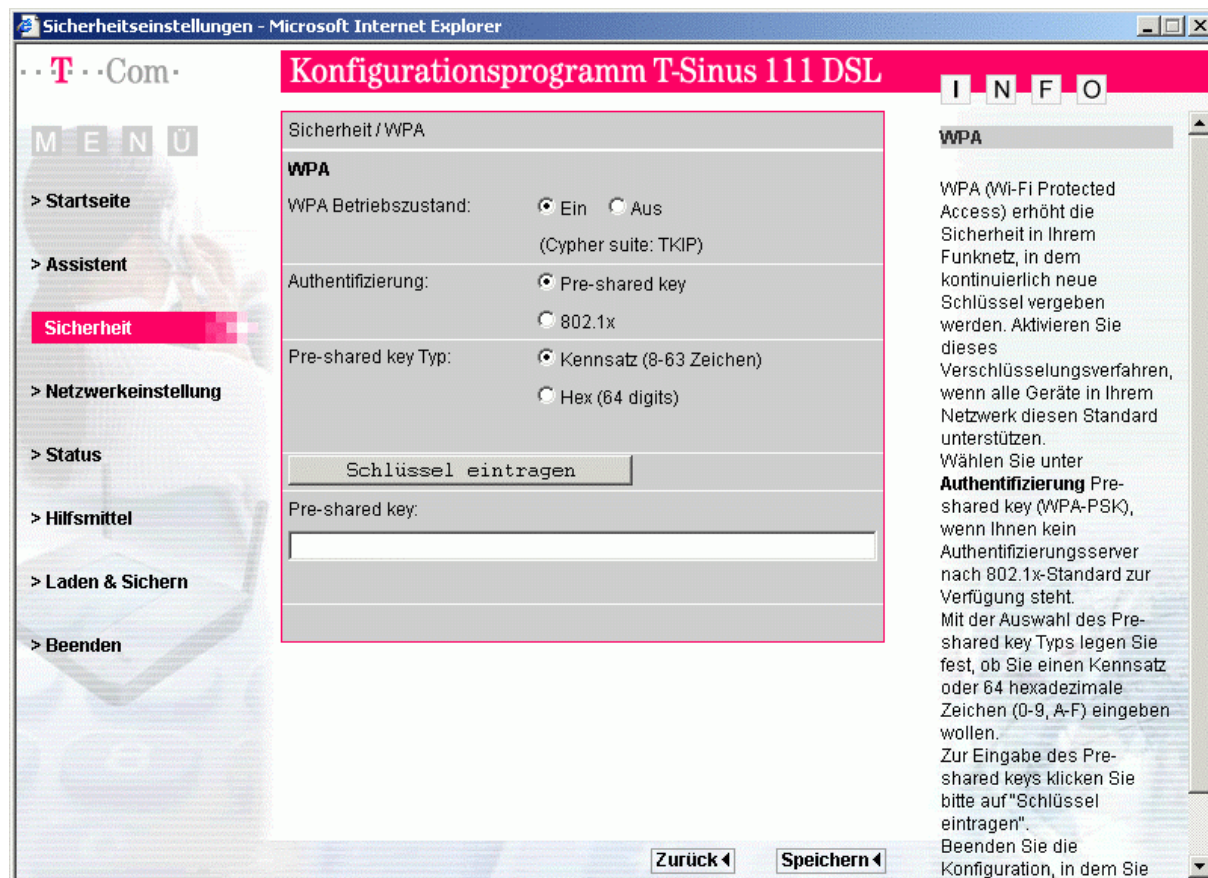 Sicherheitseinstellungen - Microsoft Internet Explorer
· · T · · Com ·
Konfigurationsprogramm T-Sinus 111 DSL
I N F O
M E N Ü
> Startseite
> Assistent
Sicherheit
> Netzwerkeinstellung
> Status
> Hilfsmittel
> Laden & Sichern
> Beenden
Sicherheit / WPA
WPA
WPA Betriebszustand:
Ein Aus
(Cypher suite: TKIP)
Authentifizierung:
Pre-shared key
802.1x
Pre-shared key Typ:
Kennsatz (8-63 Zeichen)
Hex (64 digits)
Schlüssel eintragen
Pre-shared key:
Zurück
Speichern
WPA
WPA (Wi-Fi Protected
Access) erhöht die
Sicherheit in Ihrem
Funknetz, in dem
kontinuierlich neue
Schlüssel vergeben
werden. Aktivieren Sie
dieses
Verschlüsselungsverfahren,
wenn alle Geräte in Ihrem
Netzwerk diesen Standard
unterstützen.
Wählen Sie unter
Authentifizierung Pre-
shared key (WPA-PSK),
wenn Ihnen kein
Authentifizierungsserver
nach 802.1x-Standard zur
Verfügung steht.
Mit der Auswahl des Pre-
shared key Typs legen Sie
fest, ob Sie einen Kennsatz
oder 64 hexadezimale
Zeichen (0-9, A-F) eingeben
wollen.
Zur Eingabe des Pre-
shared keys klicken Sie
bitte auf "Schlüssel
eintragen".
Beenden Sie die
Konfiguration, in dem Sie